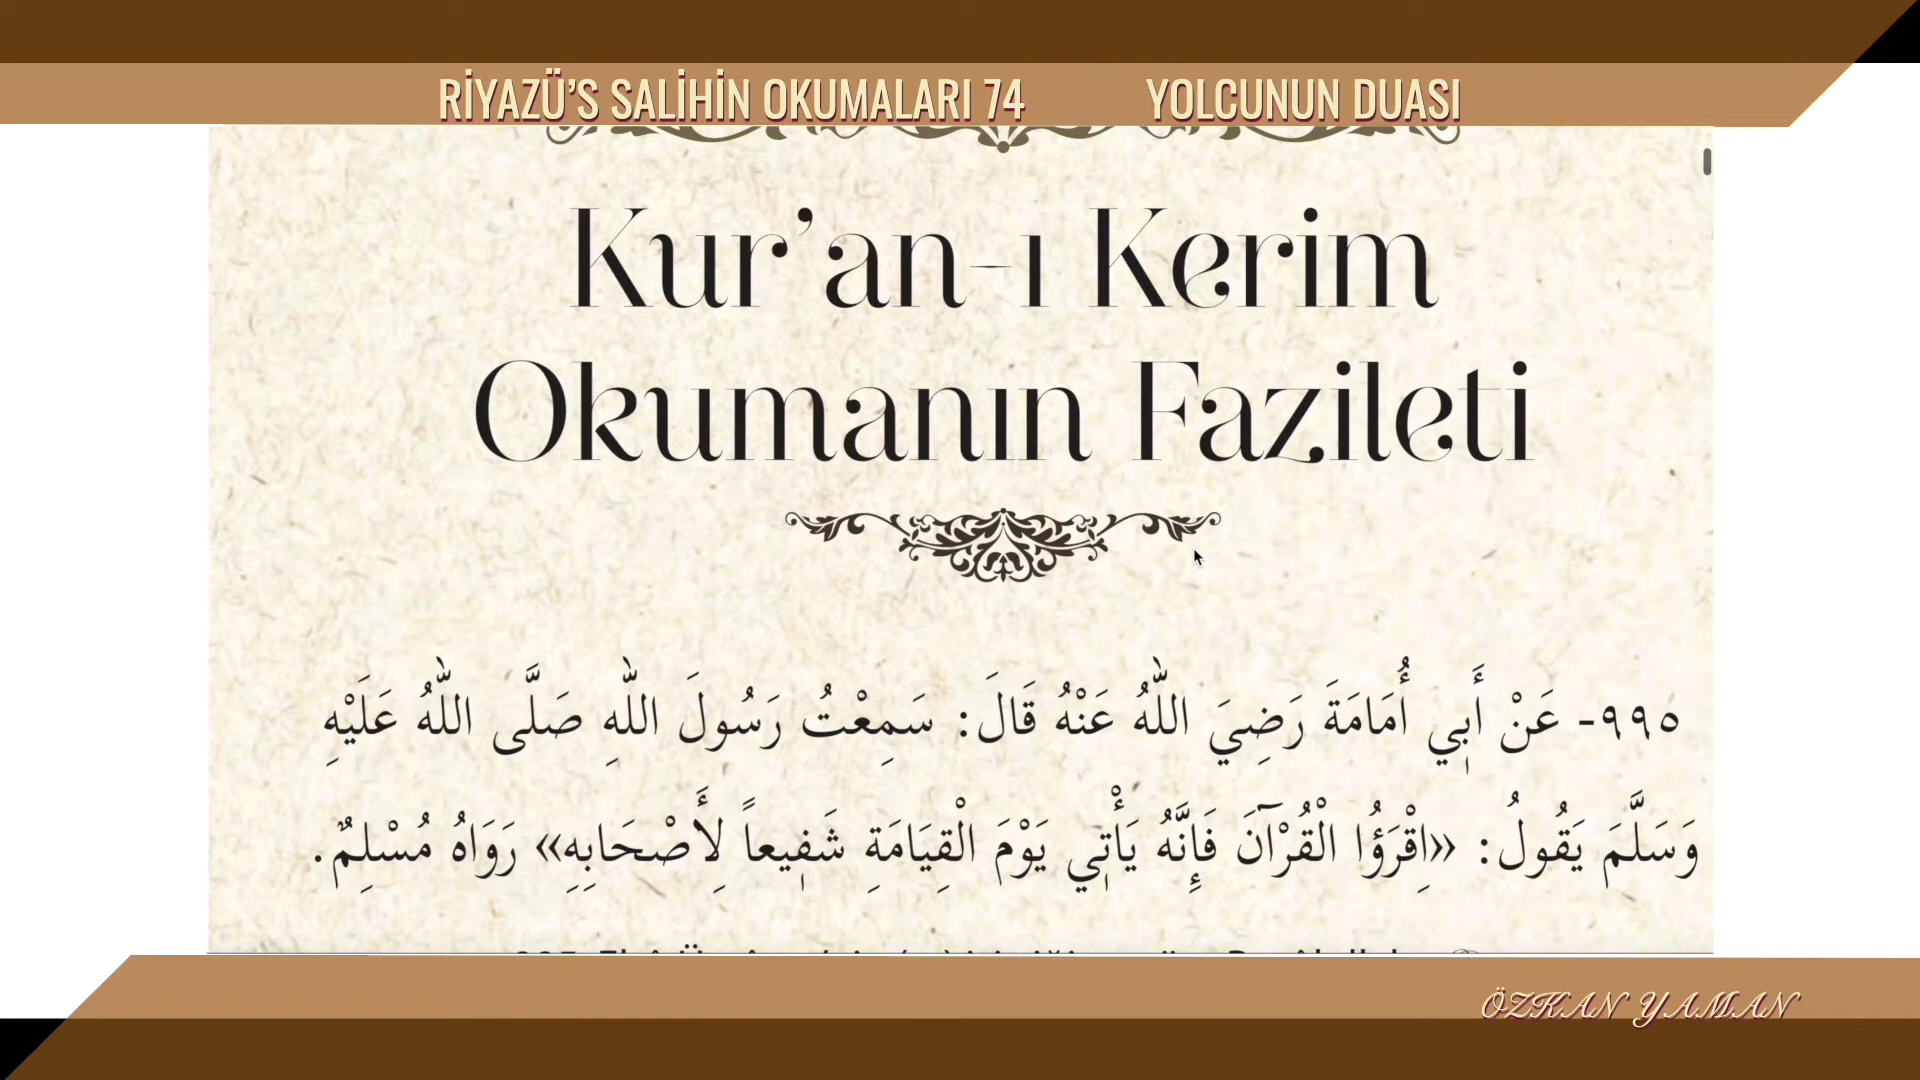 RİYAZÜ'S SALİHİN OKUMALARI 74 YOLCUNUN DUASI
Kur'an-ı Kerim
Okumanın Fazileti
٩٩٥- عَنْ أَبِي أُمَامَةَ رَضِيَ اللّٰهُ عَنْهُ قَالَ: سَمِعْتُ رَسُولَ اللّٰهِ صَلَّى اللّٰهُ عَلَيْهِ
وَسَلَّمَ يَقُولُ: «اِقْرَؤُا الْقُرْآنَ فَإِنَّهُ يَأْتِي يَوْمَ الْقِيَامَةِ شَفِيعاً لِأَصْحَابِهِ» رَوَاهُ مُسْلِمٌ.
ÖZKAN YAMAN